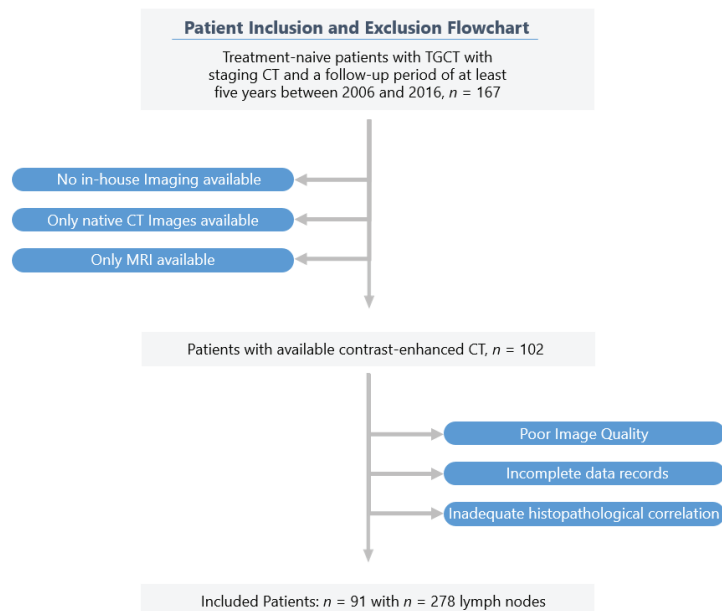 Patient Inclusion and Exclusion Flowchart
Treatment-naive patients with TGCT with
staging CT and a follow-up period of at least
five years between 2006 and 2016, n = 167
No in-house Imaging available
Only native CT Images available
Only MRI available
Patients with available contrast-enhanced CT, n = 102
Poor Image Quality
Incomplete data records
Inadequate histopathological correlation
Included Patients: n = 91 with n = 278 lymph nodes